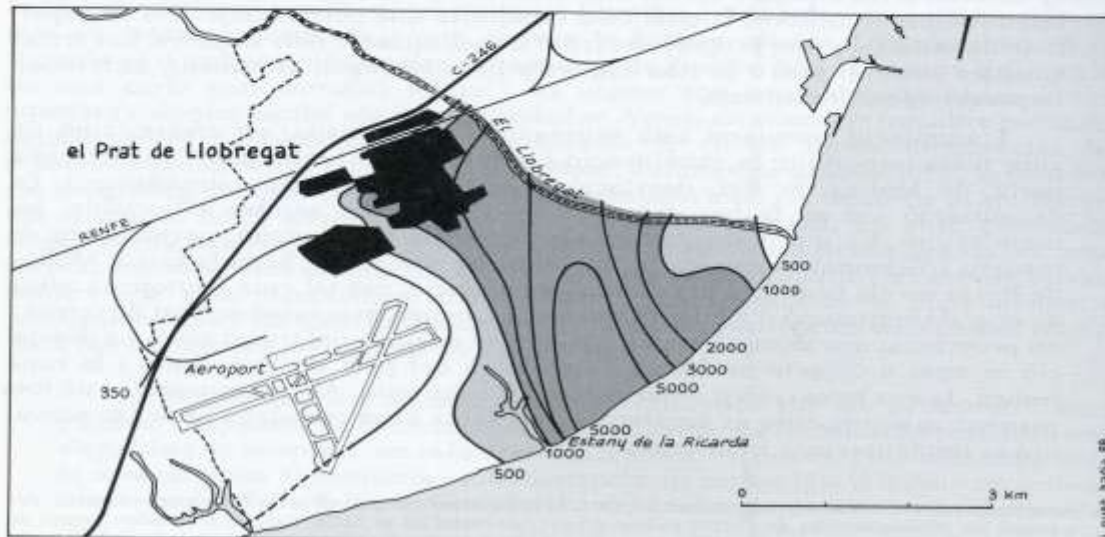 C-246
el Prat de Llobregat
El Llobregat
RENFE
500
1000
2000
3000
5000
Aeroport
350
5000
Estany de la Ricarda
1000
500
0 3 Km